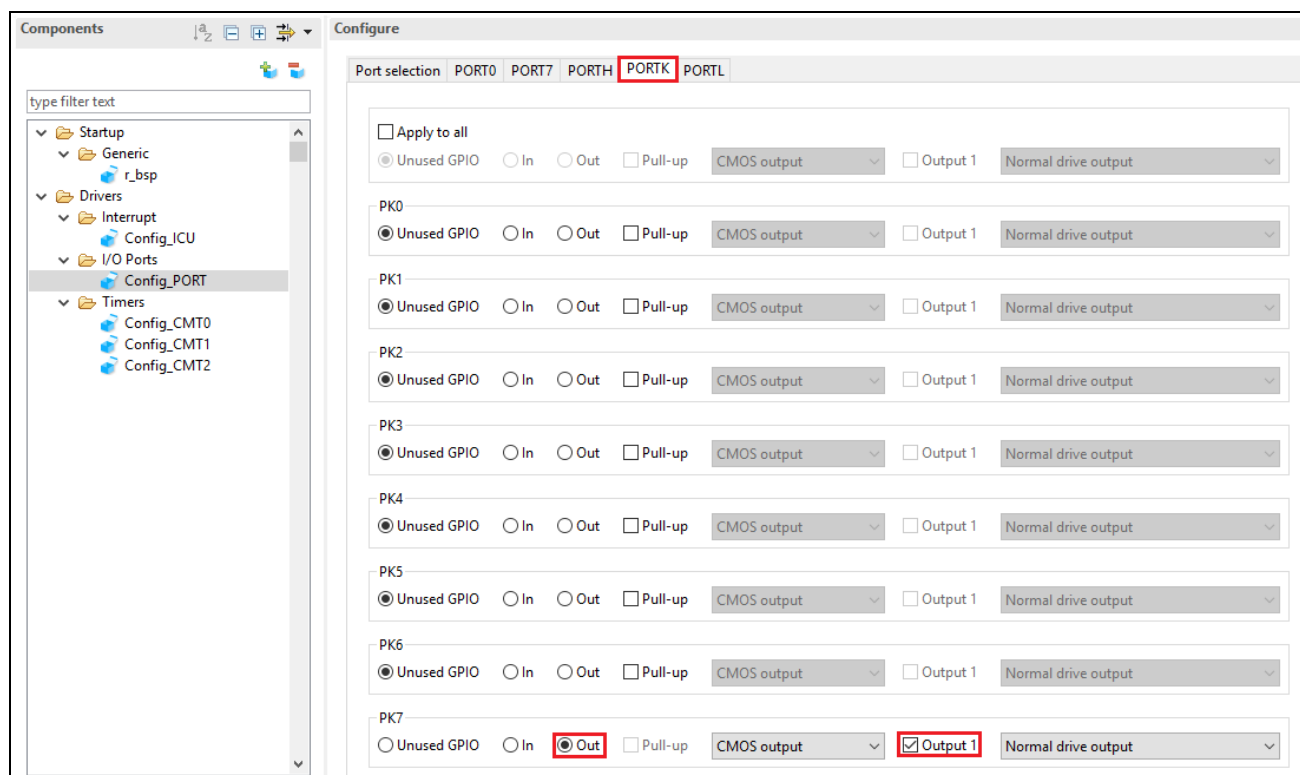 Components
Configure
Port selection PORT0 PORT7 PORTH PORTK PORTL
type filter text
Startup
Generic
r_bsp
Drivers
Interrupt
Config_ICU
I/O Ports
Config_PORT
Timers
Config_CMT0
Config_CMT1
Config_CMT2
Apply to all
Unused GPIO In Out Pull-up CMOS output Output 1 Normal drive output
PK0
Unused GPIO In Out Pull-up CMOS output Output 1 Normal drive output
PK1
Unused GPIO In Out Pull-up CMOS output Output 1 Normal drive output
PK2
Unused GPIO In Out Pull-up CMOS output Output 1 Normal drive output
PK3
Unused GPIO In Out Pull-up CMOS output Output 1 Normal drive output
PK4
Unused GPIO In Out Pull-up CMOS output Output 1 Normal drive output
PK5
Unused GPIO In Out Pull-up CMOS output Output 1 Normal drive output
PK6
Unused GPIO In Out Pull-up CMOS output Output 1 Normal drive output
PK7
Unused GPIO In Out Pull-up CMOS output Output 1 Normal drive output